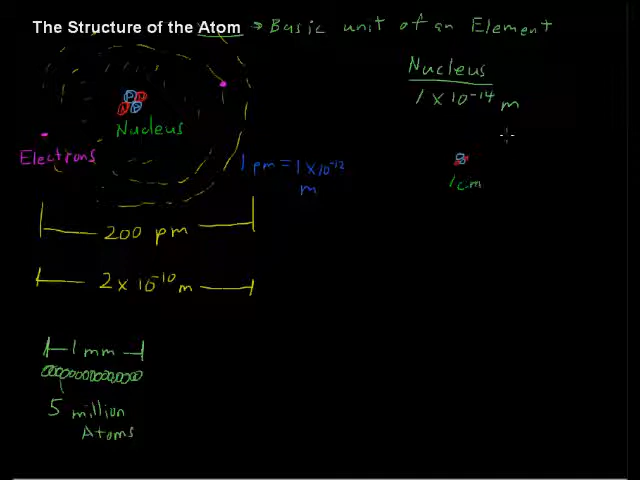 The Structure of the Atom → Basic unit of an Element
Nucleus
1 x 10⁻¹⁴ m
P N
N P
Nucleus
Electrons
1 pm = 1 x 10⁻¹²
m
1 cm
200 pm
2 x 10⁻¹⁰ m
1 mm
5 million
Atoms